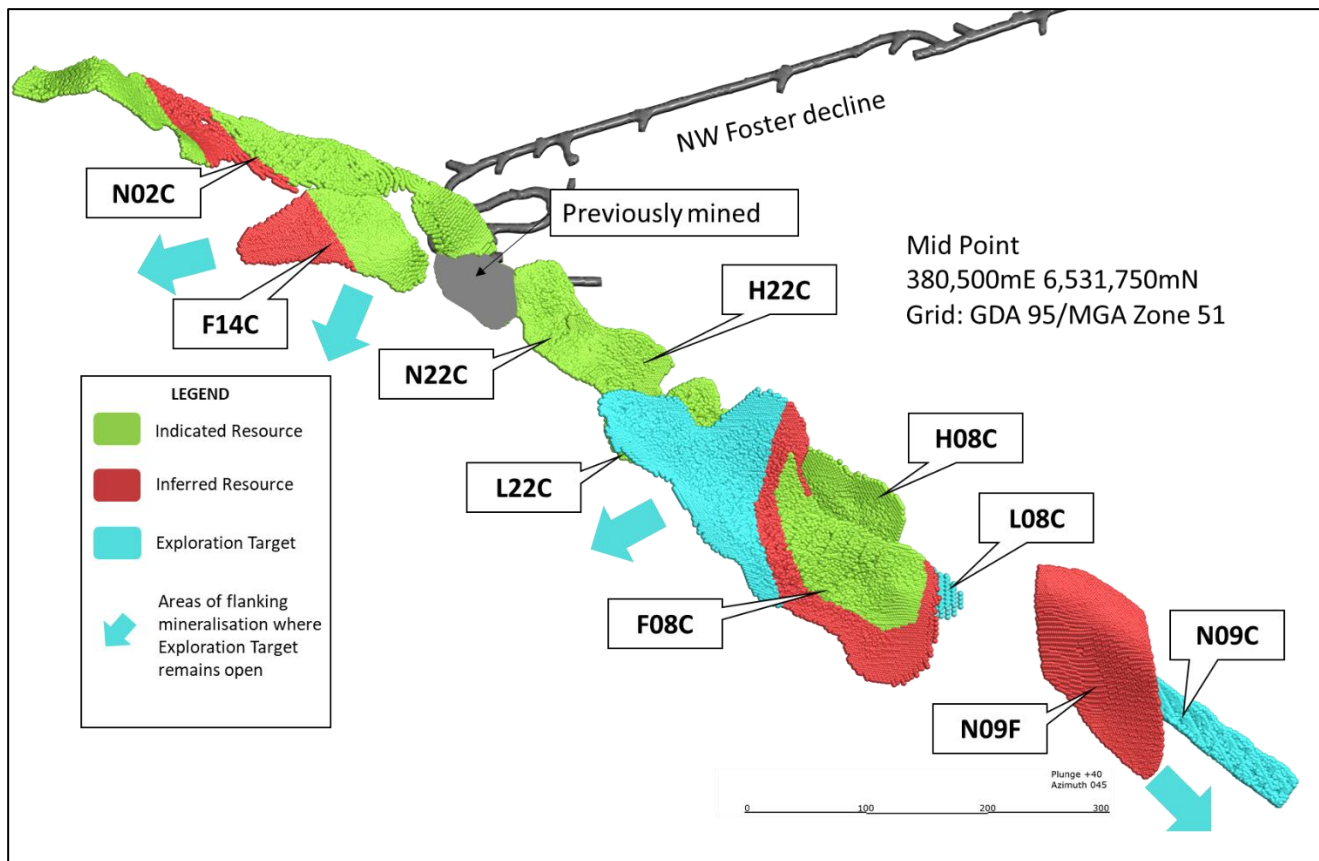 NW Foster decline
N02C
Previously mined
Mid Point
380,500mE 6,531,750mN
Grid: GDA 95/MGA Zone 51
H22C
F14C
N22C
LEGEND
Indicated Resource
Inferred Resource
Exploration Target
Areas of flanking
mineralisation where
Exploration Target
remains open
H08C
L22C
L08C
F08C
N09C
N09F
Plunge +40
Azimuth 045
0 100 200 300